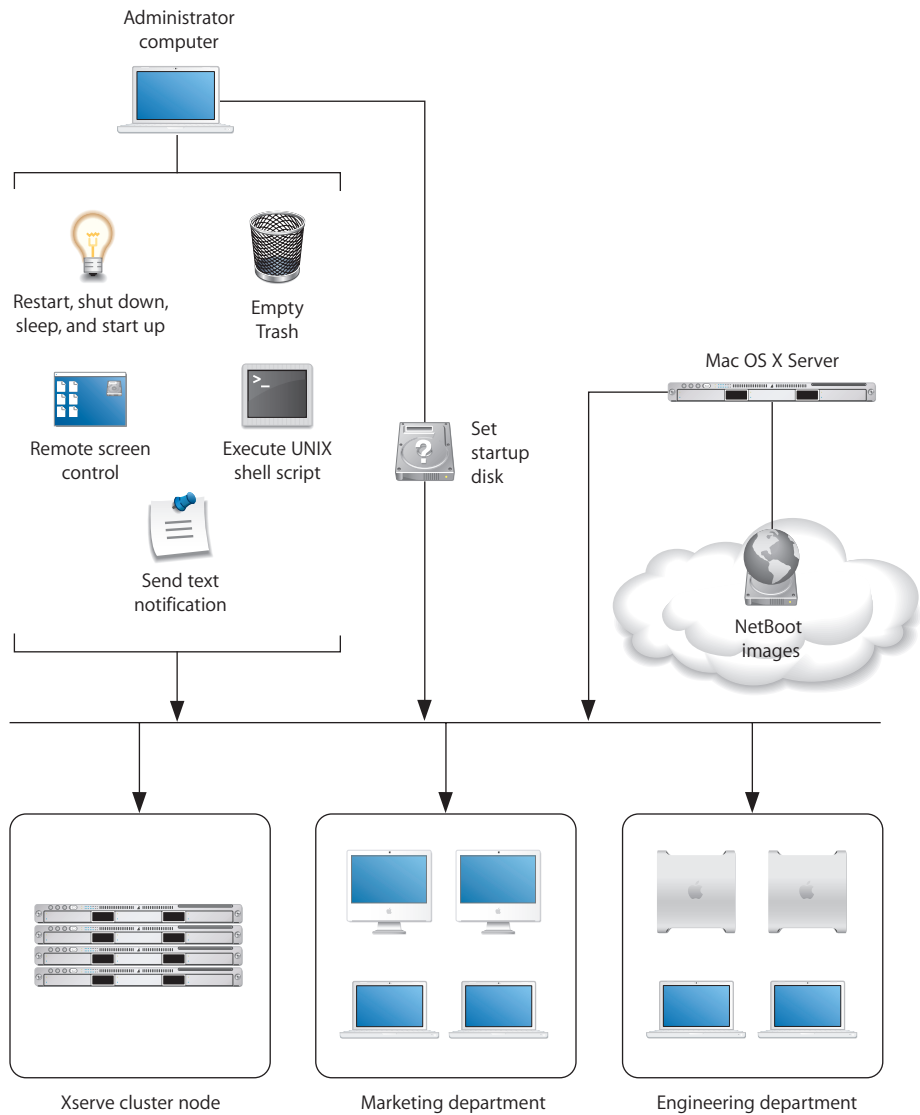 Administrator
computer
Restart, shut down,
sleep, and start up
Empty
Trash
Remote screen
control
>_
Execute UNIX
shell script
Send text
notification
?
Set
startup
disk
Mac OS X Server
NetBoot
images
Xserve cluster node
Marketing department
Engineering department